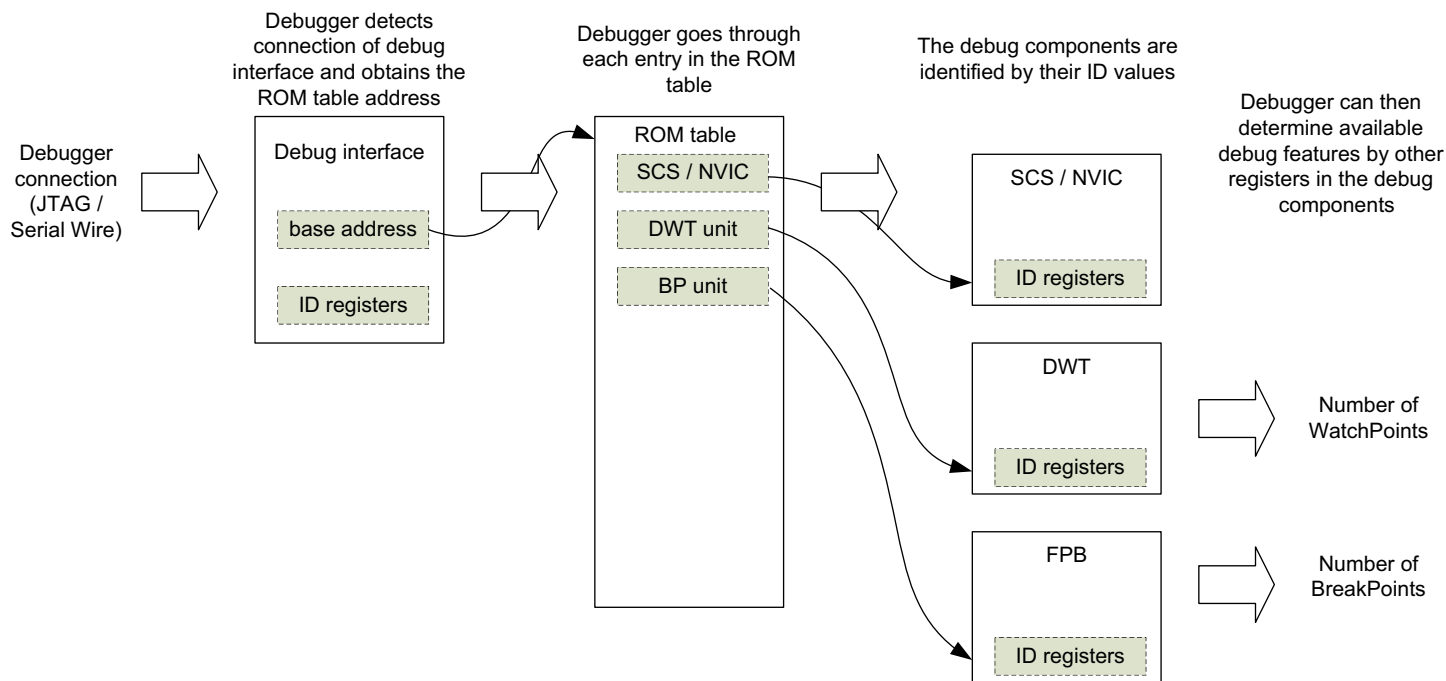 Debugger detects
connection of debug
interface and obtains the
ROM table address
Debugger goes through
each entry in the ROM
table
The debug components are
identified by their ID values
Debugger can then
determine available
debug features by other
registers in the debug
components
Debugger
connection
(JTAG /
Serial Wire)
Debug interface
base address
ID registers
ROM table
SCS / NVIC
DWT unit
BP unit
SCS / NVIC
ID registers
DWT
ID registers
Number of
WatchPoints
FPB
ID registers
Number of
BreakPoints